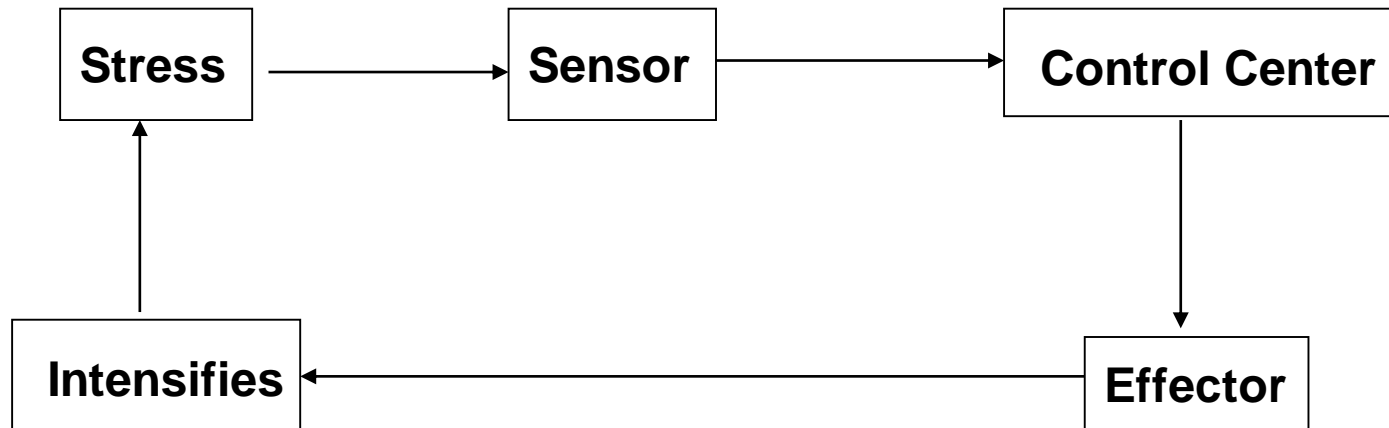 Stress
Sensor
Control Center
Intensifies
Effector